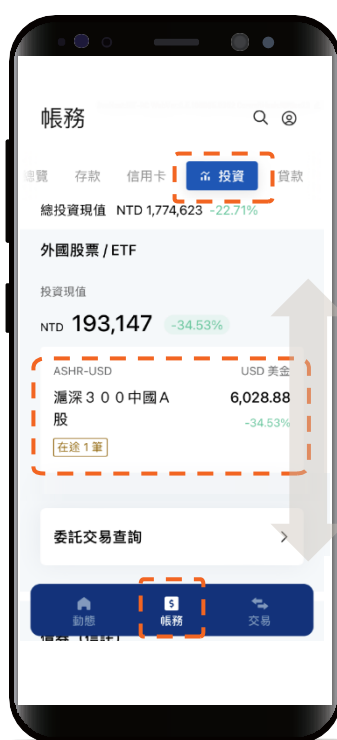 帳務
總覽 存款 信用卡 投資 貸款
總投資現值 NTD 1,774,623 -22.71%
外國股票 / ETF
投資現值
NTD 193,147 -34.53%
ASHR-USD USD 美金
滬深３００中國Ａ 6,028.88
股 -34.53%
在途 1 筆
委託交易查詢
動態 帳務 交易